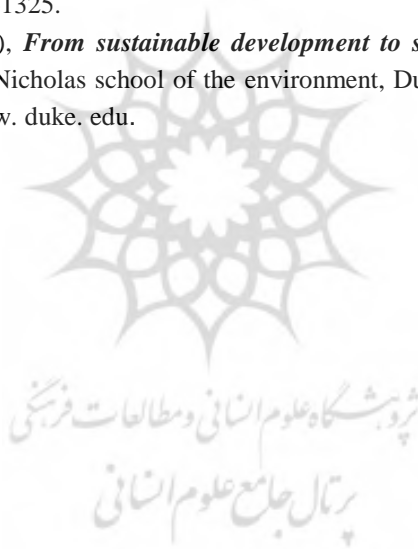 1325.
), From sustainable development to s
Nicholas school of the environment, Du
w. duke. edu.
پژوهشگاه علوم انسانی و مطالعات فرهنگی
پرتال جامع علوم انسانی